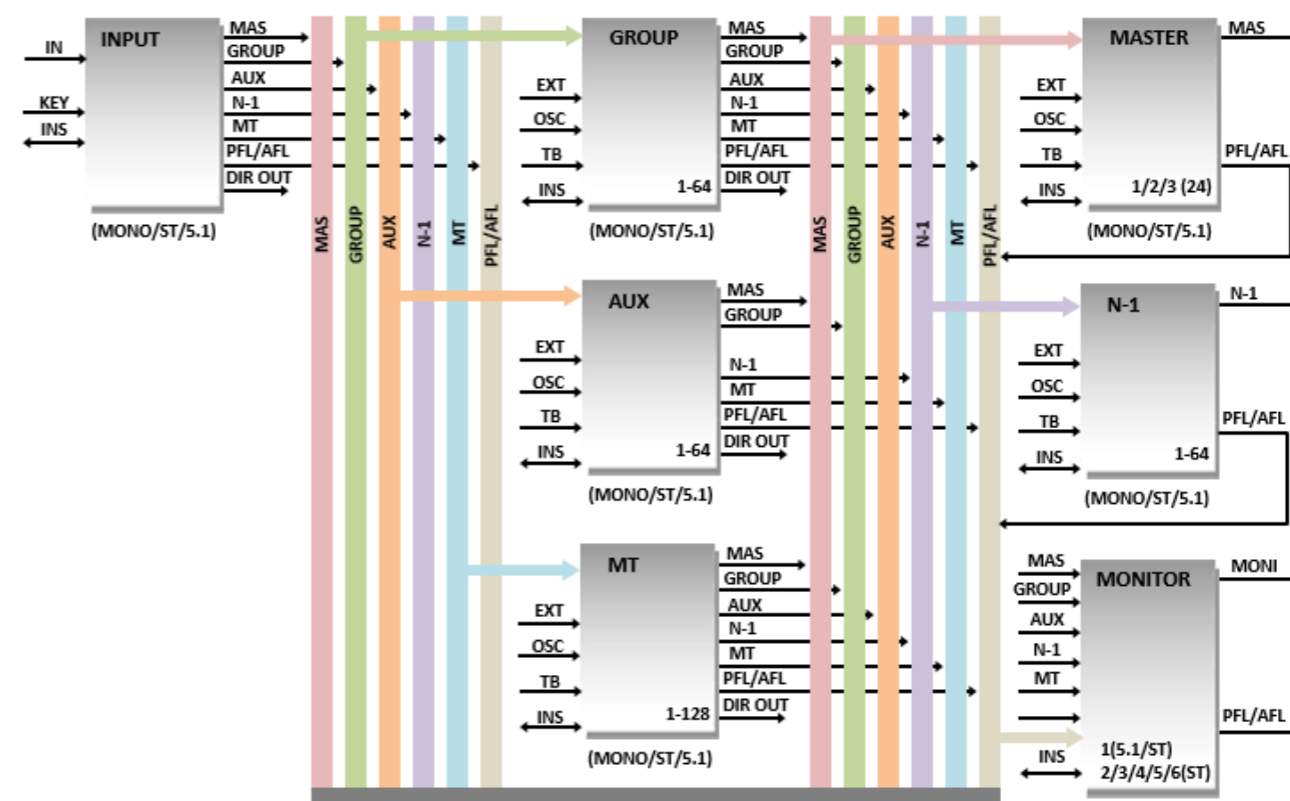 INPUT
IN
KEY
INS
MAS
GROUP
AUX
N-1
MT
PFL/AFL
DIR OUT
(MONO/ST/5.1)
MAS
GROUP
AUX
N-1
MT
PFL/AFL
GROUP
EXT
OSC
TB
INS
1-64
(MONO/ST/5.1)
MAS
GROUP
AUX
N-1
MT
PFL/AFL
DIR OUT
AUX
EXT
OSC
TB
INS
1-64
(MONO/ST/5.1)
MAS
GROUP
N-1
MT
PFL/AFL
DIR OUT
MT
EXT
OSC
TB
INS
1-128
(MONO/ST/5.1)
MAS
GROUP
AUX
N-1
MT
PFL/AFL
DIR OUT
MAS
GROUP
AUX
N-1
MT
PFL/AFL
MASTER
EXT
OSC
TB
INS
1/2/3 (24)
(MONO/ST/5.1)
MAS
PFL/AFL
N-1
EXT
OSC
TB
INS
1-64
(MONO/ST/5.1)
N-1
PFL/AFL
MONITOR
MAS
GROUP
AUX
N-1
MT
INS
1(5.1/ST)
2/3/4/5/6(ST)
MONI
PFL/AFL